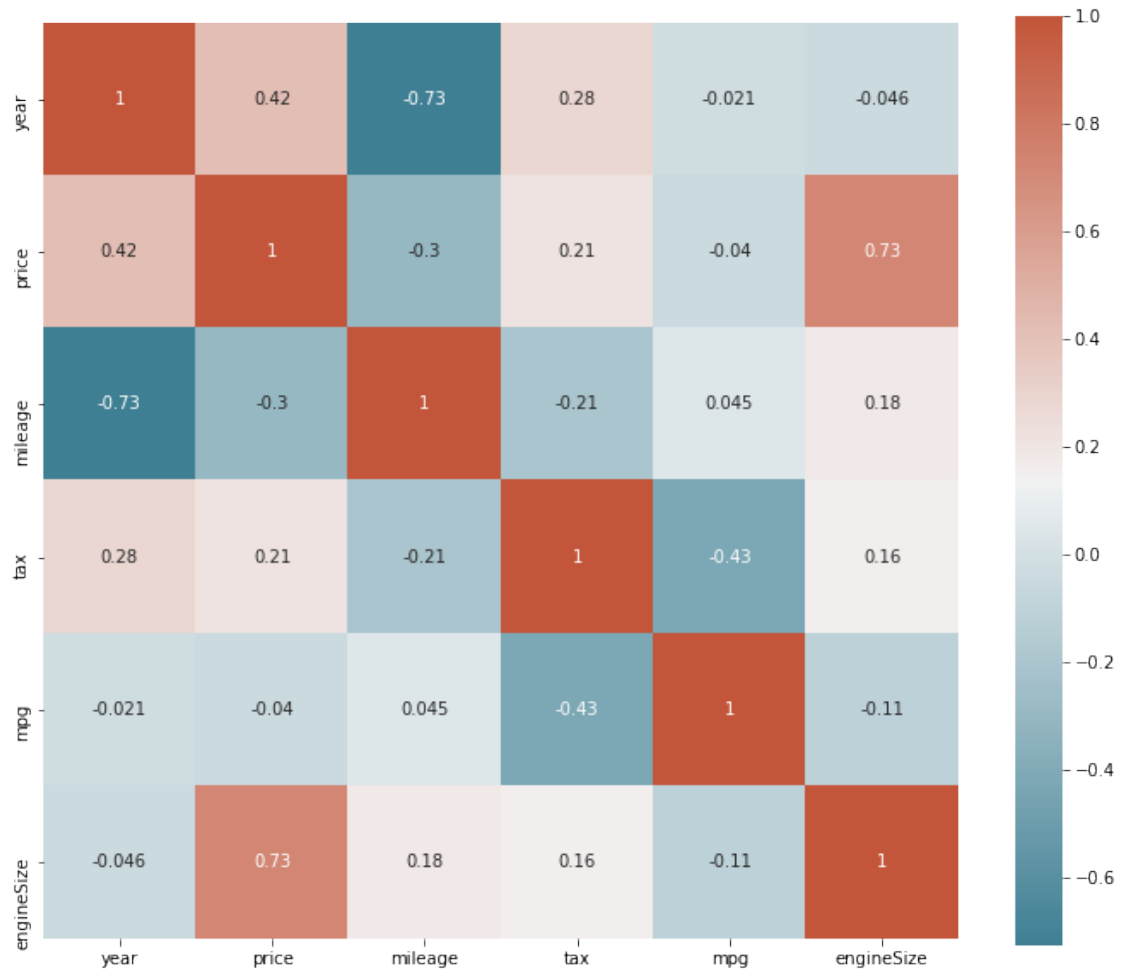 1.0
year 1 0.42 -0.73 0.28 -0.021 -0.046
0.8
price 0.42 1 -0.3 0.21 -0.04 0.73
0.6
0.4
mileage -0.73 -0.3 1 -0.21 0.045 0.18
0.2
tax 0.28 0.21 -0.21 1 -0.43 0.16
0.0
−0.2
mpg -0.021 -0.04 0.045 -0.43 1 -0.11
−0.4
engineSize -0.046 0.73 0.18 0.16 -0.11 1
−0.6
year price mileage tax mpg engineSize